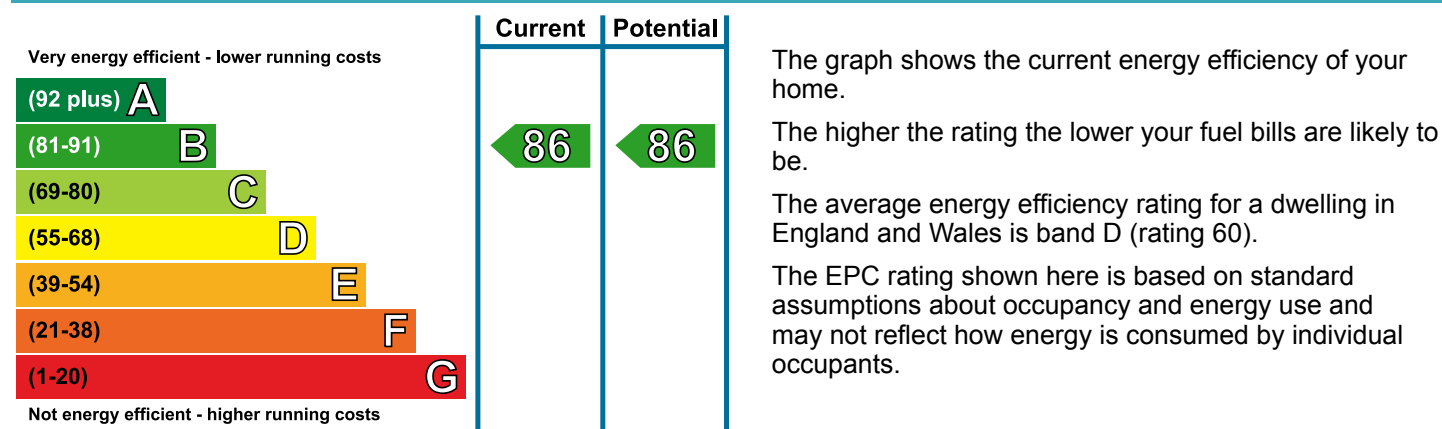 Current Potential
Very energy efficient - lower running costs
(92 plus) A
(81-91) B
86 86
(69-80) C
(55-68) D
(39-54) E
(21-38) F
(1-20) G
Not energy efficient - higher running costs
The graph shows the current energy efficiency of your
home.
The higher the rating the lower your fuel bills are likely to
be.
The average energy efficiency rating for a dwelling in
England and Wales is band D (rating 60).
The EPC rating shown here is based on standard
assumptions about occupancy and energy use and
may not reflect how energy is consumed by individual
occupants.